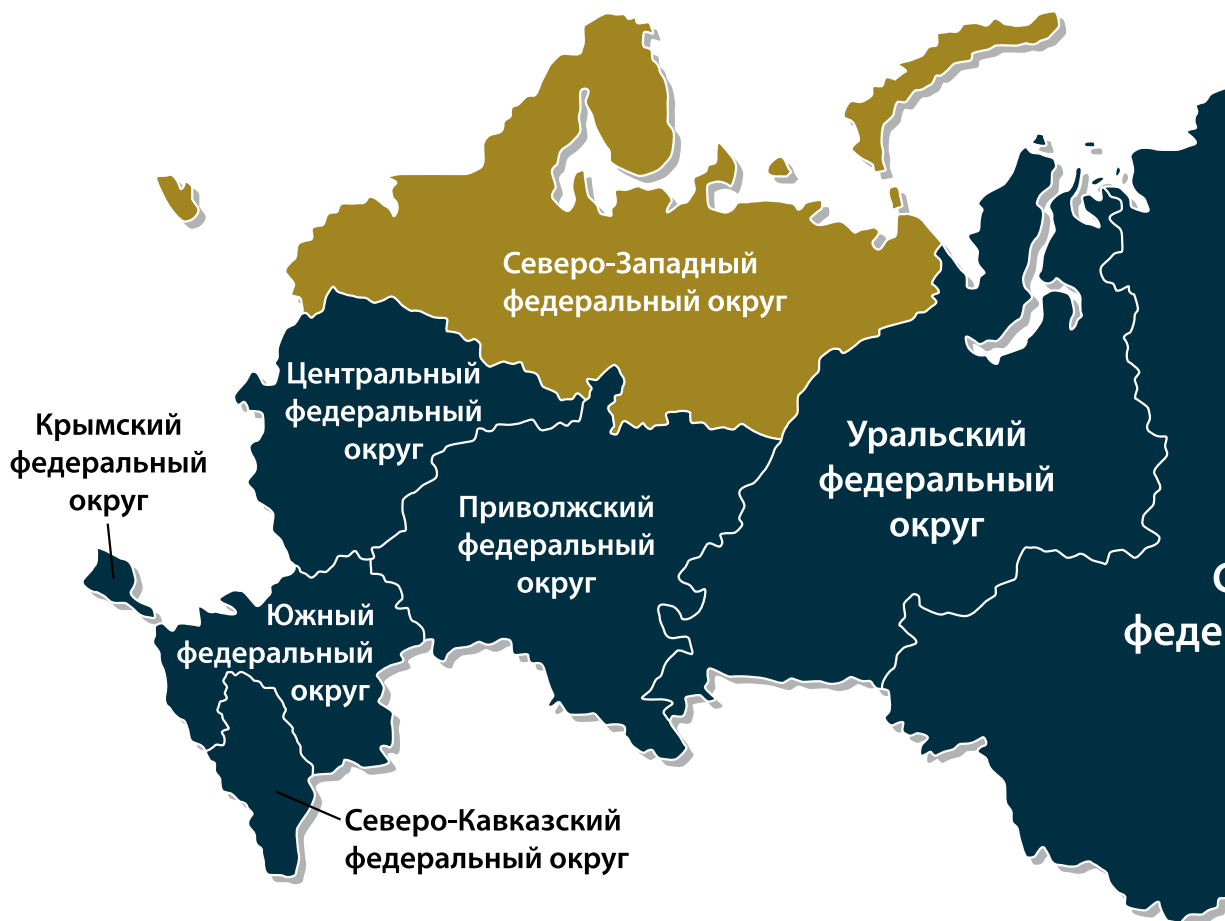 Северо-Западный
федеральный округ
Центральный
федеральный
округ
Крымский
федеральный
округ
Уральский
федеральный
округ
Приволжский
федеральный
округ
Южный
федеральный
округ
Северо-Кавказский
федеральный округ